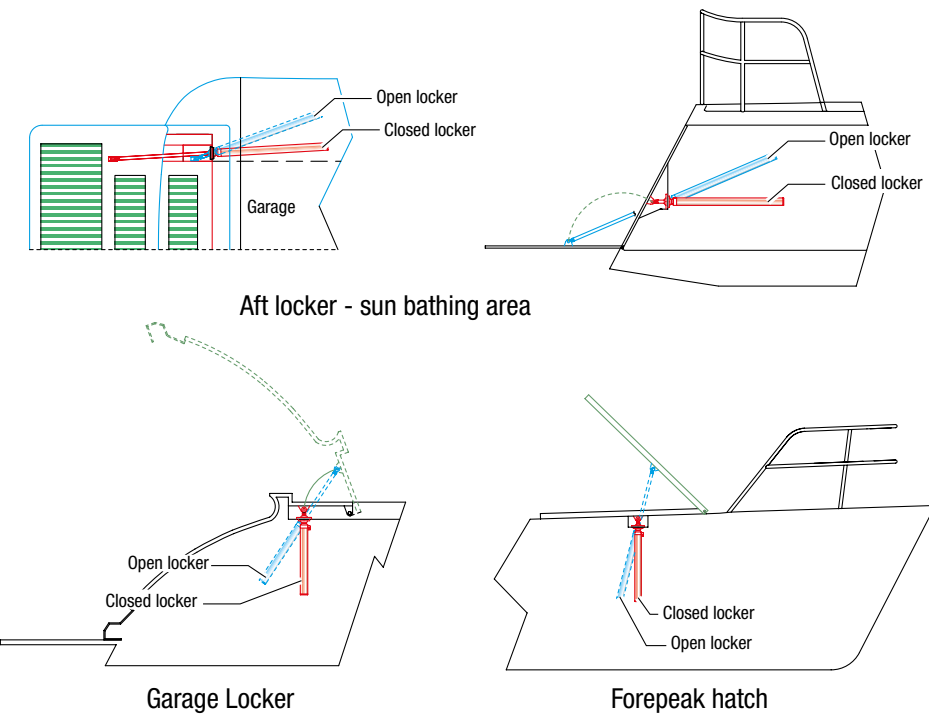 Open locker
Closed locker
Garage
Open locker
Closed locker
Aft locker - sun bathing area
Open locker
Closed locker
Garage Locker
Closed locker
Open locker
Forepeak hatch